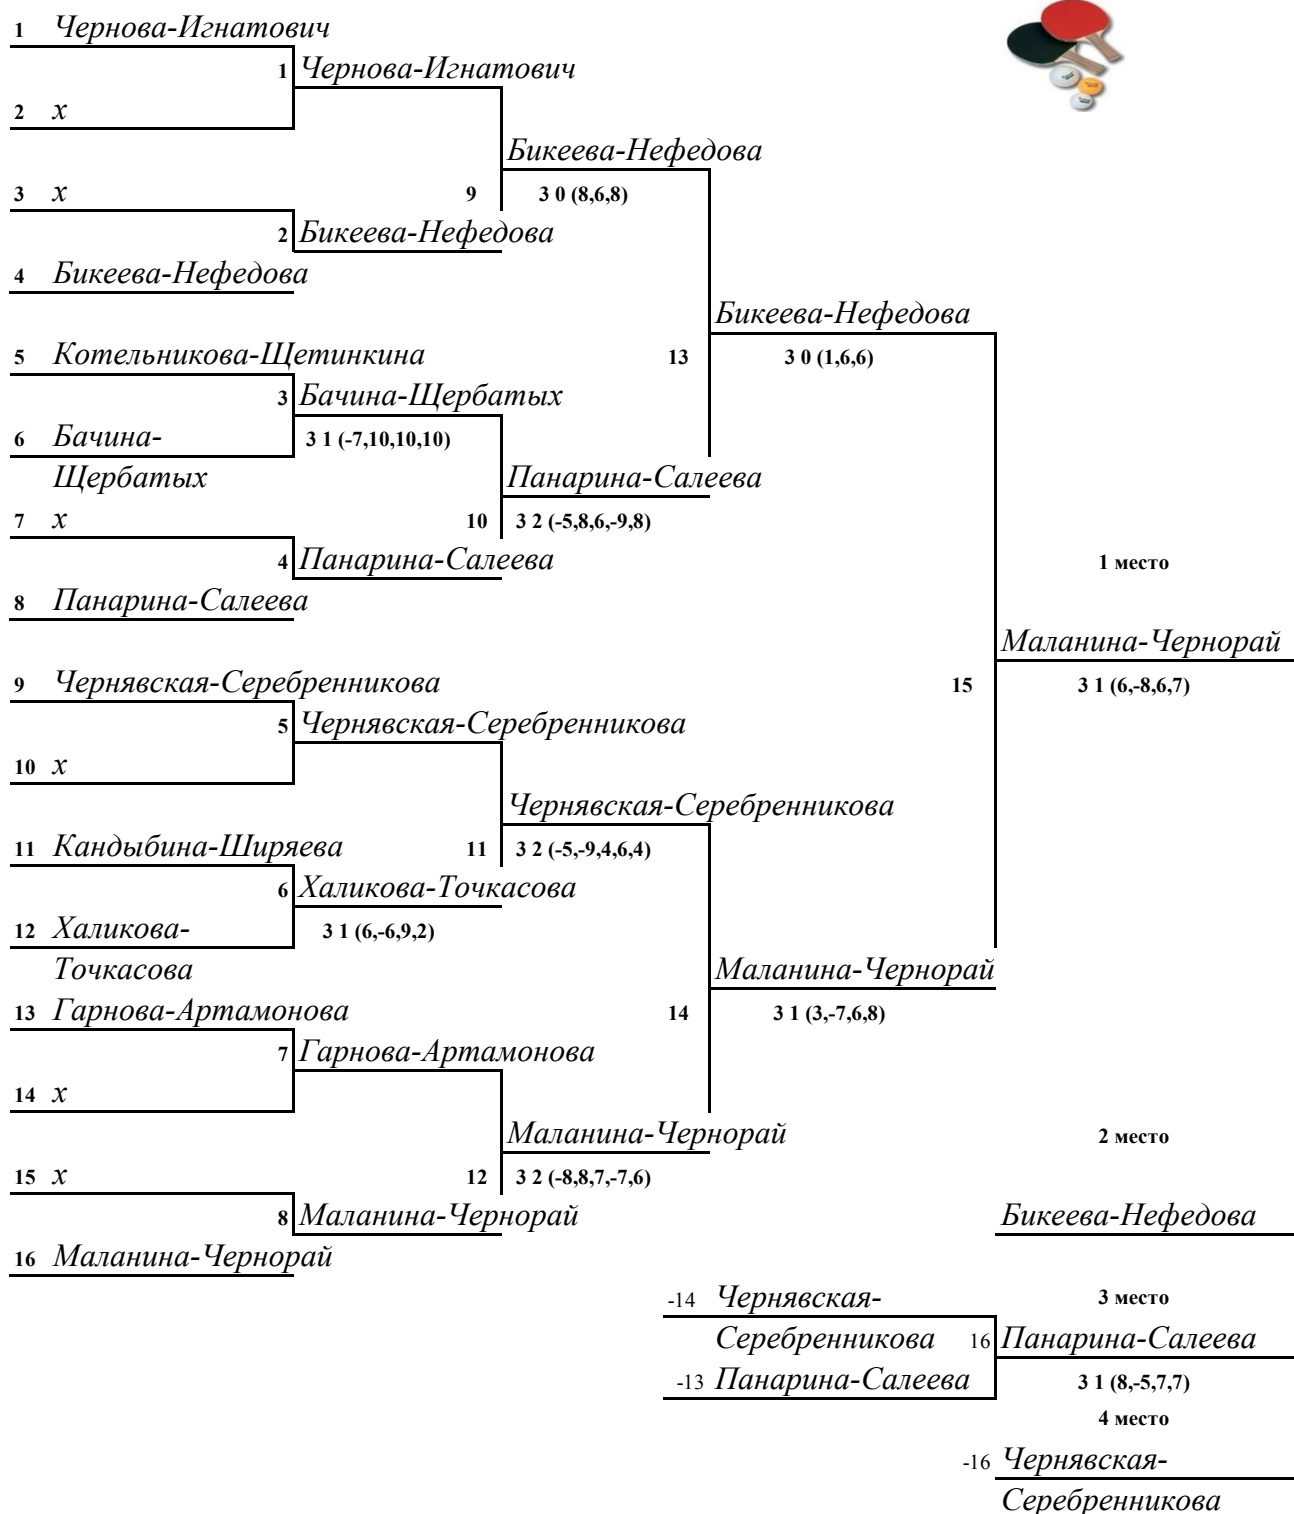 1 Чернова-Игнатович
1 Чернова-Игнатович
2 х
Бикеева-Нефедова
3 х 9 3 0 (8,6,8)
2 Бикеева-Нефедова
4 Бикеева-Нефедова
Бикеева-Нефедова
5 Котельникова-Щетинкина 13 3 0 (1,6,6)
3 Бачина-Щербатых
6 Бачина- 3 1 (-7,10,10,10)
Щербатых Панарина-Салеева
7 х 10 3 2 (-5,8,6,-9,8)
4 Панарина-Салеева 1 место
8 Панарина-Салеева
Маланина-Чернорай
9 Чернявская-Серебренникова 15 3 1 (6,-8,6,7)
5 Чернявская-Серебренникова
10 х
Чернявская-Серебренникова
11 Кандыбина-Ширяева 11 3 2 (-5,-9,4,6,4)
6 Халикова-Точкасова
12 Халикова- 3 1 (6,-6,9,2)
Точкасова Маланина-Чернорай
13 Гарнова-Артамонова 14 3 1 (3,-7,6,8)
7 Гарнова-Артамонова
14 х
Маланина-Чернорай 2 место
15 х 12 3 2 (-8,8,7,-7,6)
8 Маланина-Чернорай Бикеева-Нефедова
16 Маланина-Чернорай
-14 Чернявская- 3 место
Серебренникова 16 Панарина-Салеева
-13 Панарина-Салеева 3 1 (8,-5,7,7)
4 место
-16 Чернявская-
Серебренникова